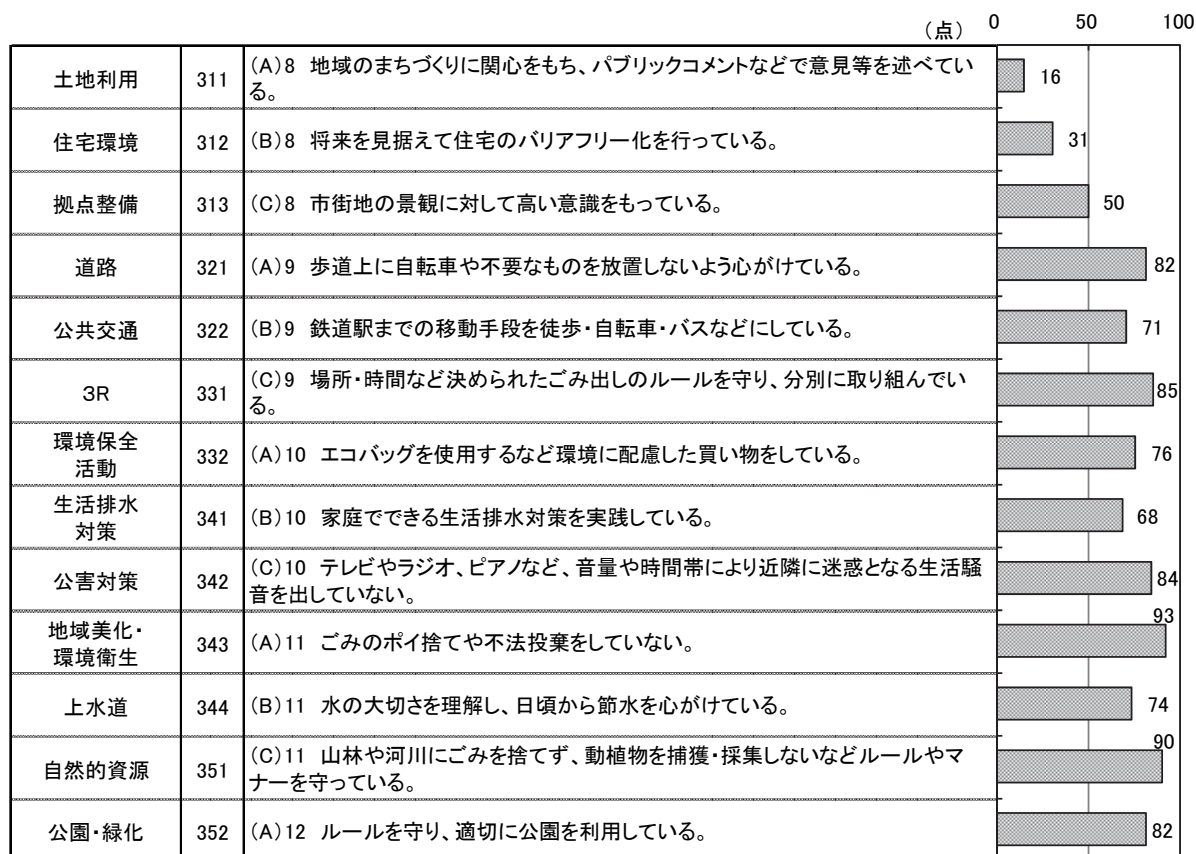 （点） 0 50 100
土地利用 311 (A)8 地域のまちづくりに関心をもち、パブリックコメントなどで意見等を述べてい
る。 16
住宅環境 312 (B)8 将来を見据えて住宅のバリアフリー化を行っている。 31
拠点整備 313 (C)8 市街地の景観に対して高い意識をもっている。 50
道路 321 (A)9 歩道上に自転車や不要なものを放置しないよう心がけている。 82
公共交通 322 (B)9 鉄道駅までの移動手段を徒歩・自転車・バスなどにしている。 71
3R 331 (C)9 場所・時間など決められたごみ出しのルールを守り、分別に取り組んでい
る。 85
環境保全
活動 332 (A)10 エコバッグを使用するなど環境に配慮した買い物をしている。 76
生活排水
対策 341 (B)10 家庭でできる生活排水対策を実践している。 68
公害対策 342 (C)10 テレビやラジオ、ピアノなど、音量や時間帯により近隣に迷惑となる生活騒
音を出していない。 84
地域美化・
環境衛生 343 (A)11 ごみのポイ捨てや不法投棄をしていない。 93
上水道 344 (B)11 水の大切さを理解し、日頃から節水を心がけている。 74
自然的資源 351 (C)11 山林や河川にごみを捨てず、動植物を捕獲・採集しないなどルールやマ
ナーを守っている。 90
公園・緑化 352 (A)12 ルールを守り、適切に公園を利用している。 82